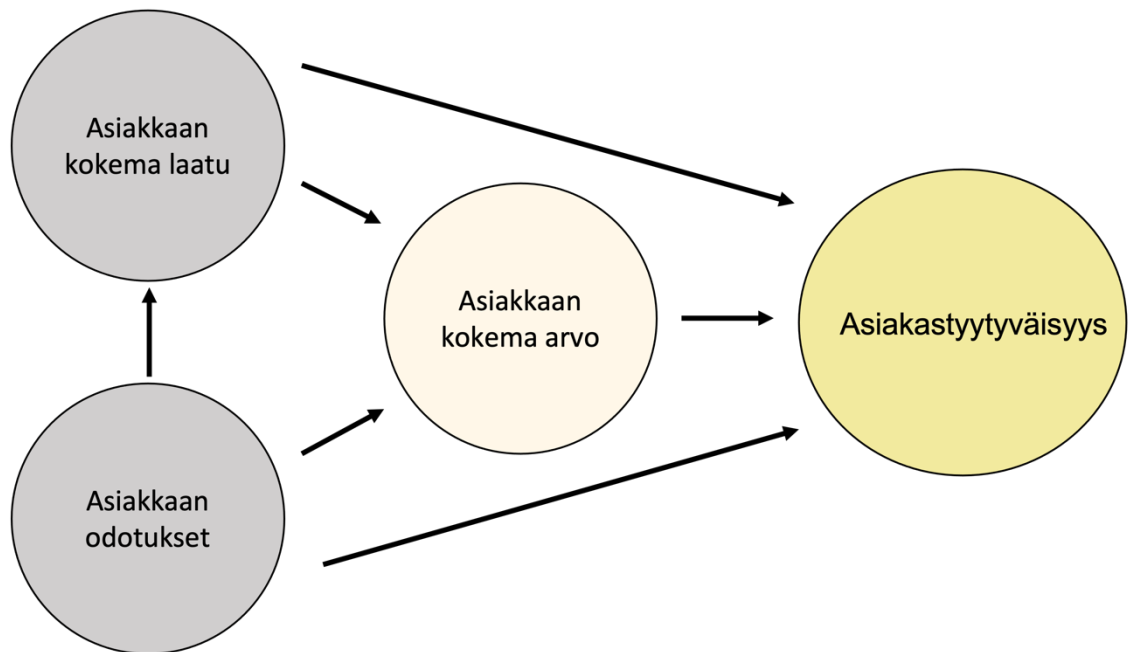 Asiakkaan
kokema laatu
Asiakkaan
kokema arvo
Asiakastyytyväisyys
Asiakkaan
odotukset